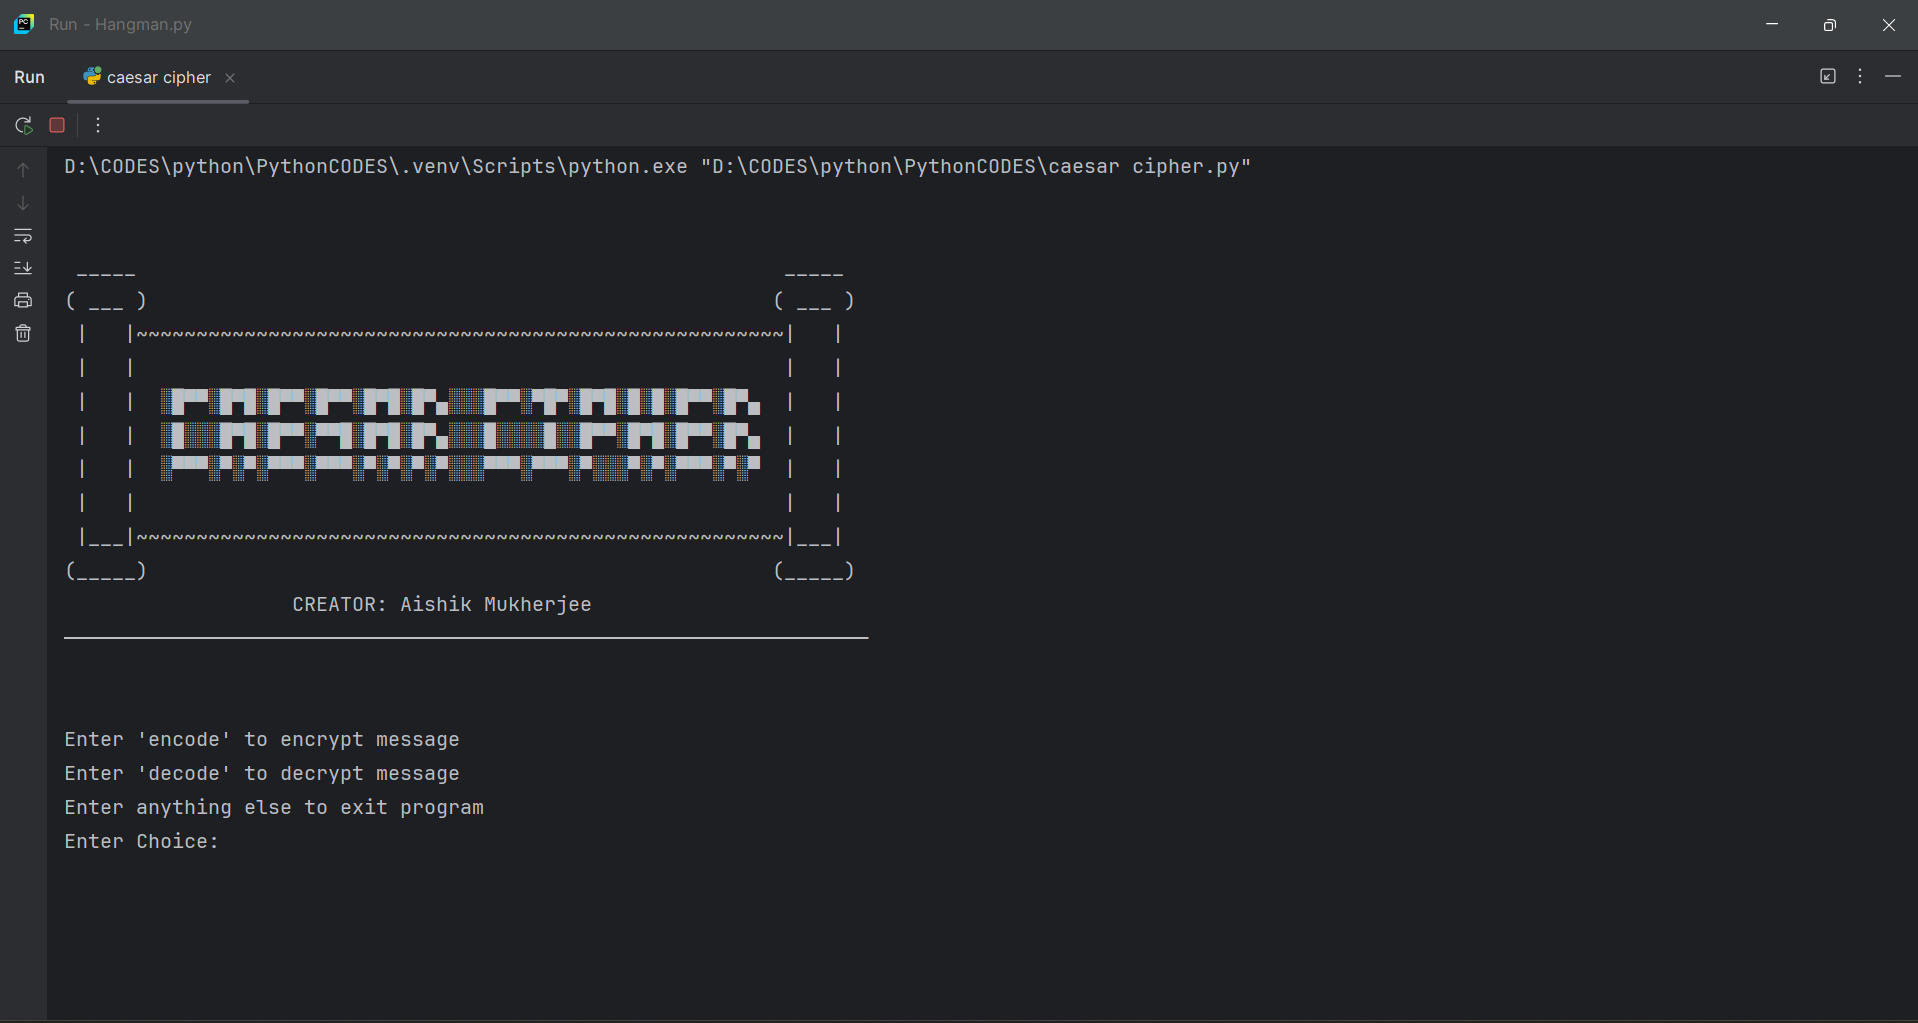 Run - Hangman.py
Run caesar cipher
D:\CODES\python\PythonCODES\.venv\Scripts\python.exe "D:\CODES\python\PythonCODES\caesar cipher.py"
CAESAR CIPHER
CREATOR: Aishik Mukherjee
Enter 'encode' to encrypt message
Enter 'decode' to decrypt message
Enter anything else to exit program
Enter Choice: